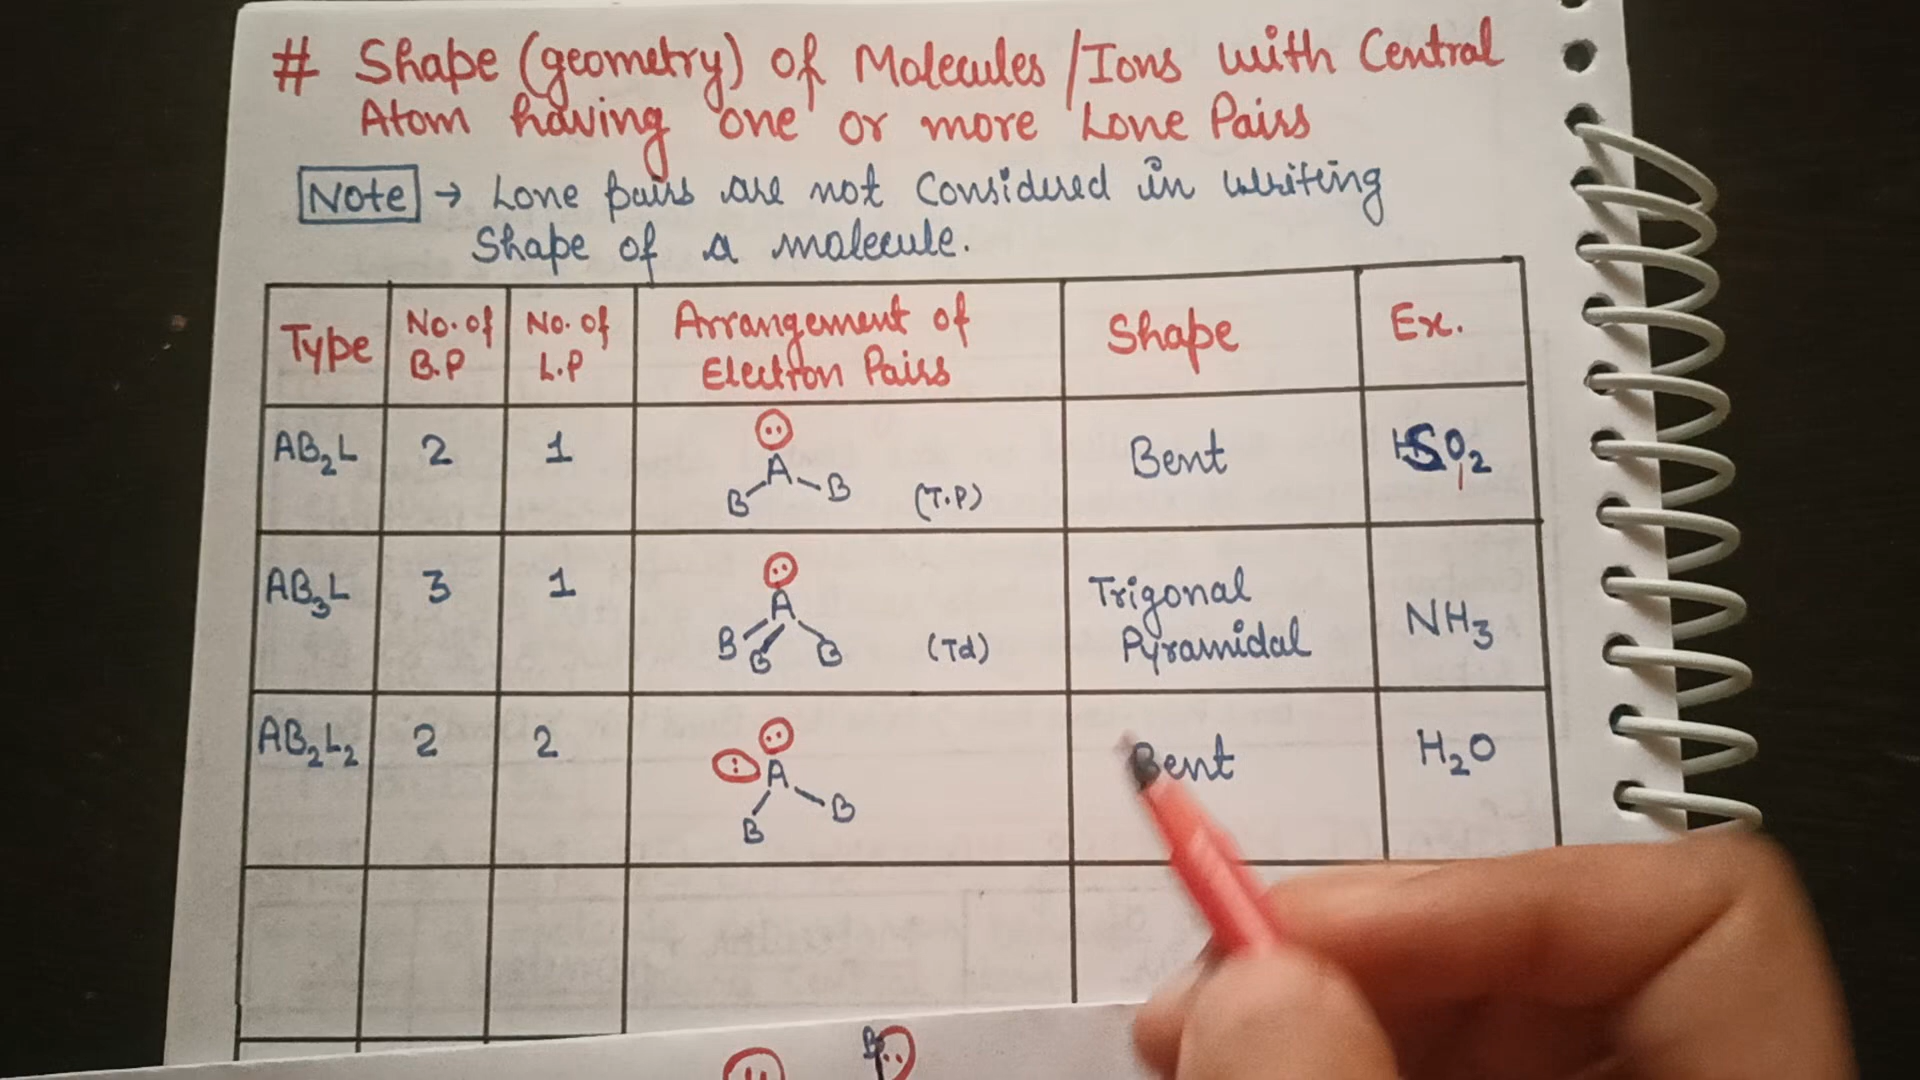 # Shape (geometry) of Molecules/Ions with Central
Atom having one or more Lone Pairs
Note → Lone pairs are not Considered in writing
Shape of a molecule.
Type No. of B.P No. of L.P Arrangement of Electron Pairs Shape Ex.
AB₂L 2 1 A B B (T.P) Bent SO₂
AB₃L 3 1 A B B B (Td) Trigonal Pyramidal NH₃
AB₂L₂ 2 2 A B B Bent H₂O
B